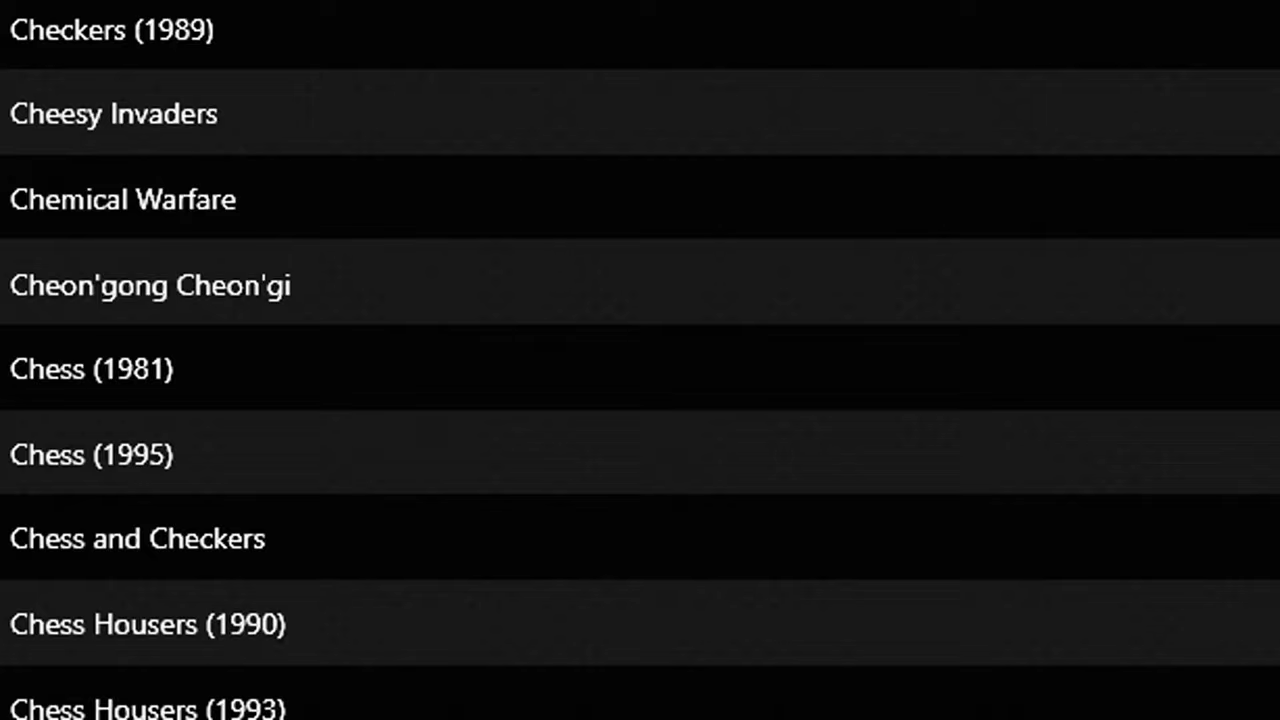 Checkers (1989)
Cheesy Invaders
Chemical Warfare
Cheon'gong Cheon'gi
Chess (1981)
Chess (1995)
Chess and Checkers
Chess Housers (1990)
Chess Housers (1993)